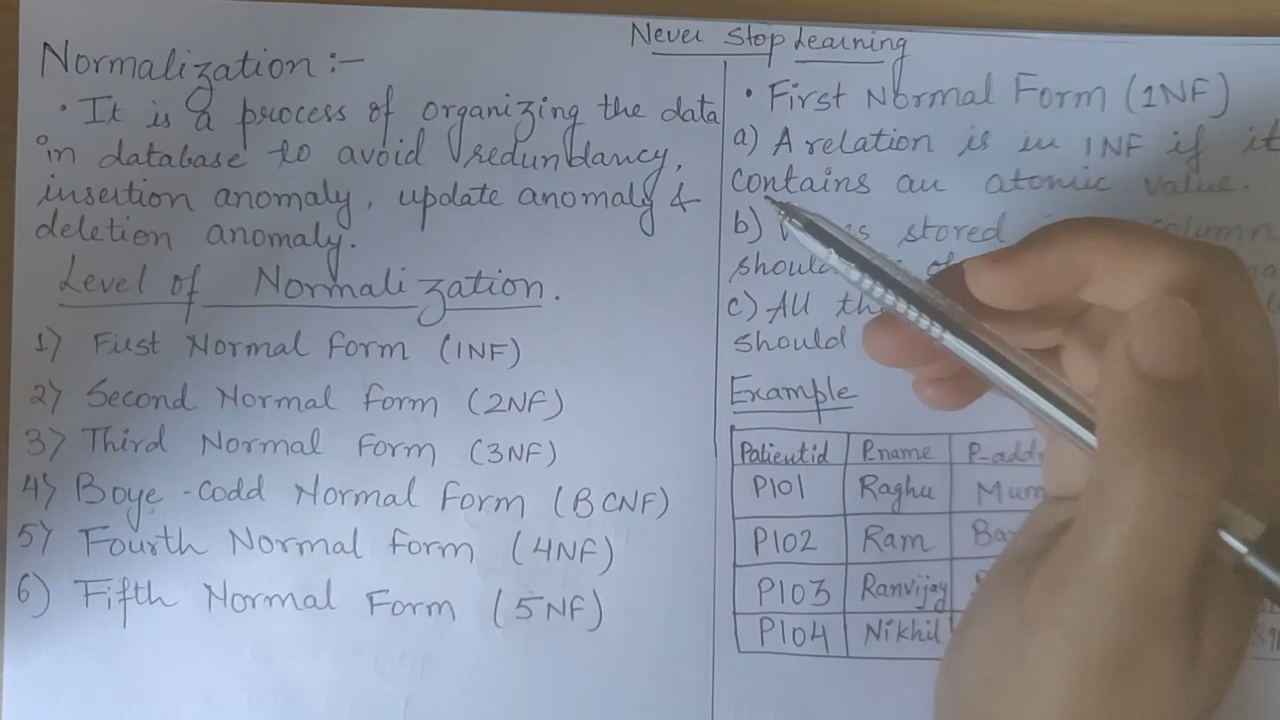 Never Stop Learning
Normalization :-
• It is a process of organizing the data
in database to avoid redundancy,
insertion anomaly, update anomaly &
deletion anomaly.
Level of Normalization.
1) First Normal Form (1NF)
2) Second Normal Form (2NF)
3) Third Normal Form (3NF)
4) Boye-Codd Normal Form (BCNF)
5) Fourth Normal Form (4NF)
6) Fifth Normal Form (5NF)
• First Normal Form (1NF)
a) A relation is in 1NF if it
contains an atomic value.
b) stored column
should
c) All
should
Example
Patientid P_name
P101 Raghu
P102 Ram
P103 Ranvijay
P104 Nikhil